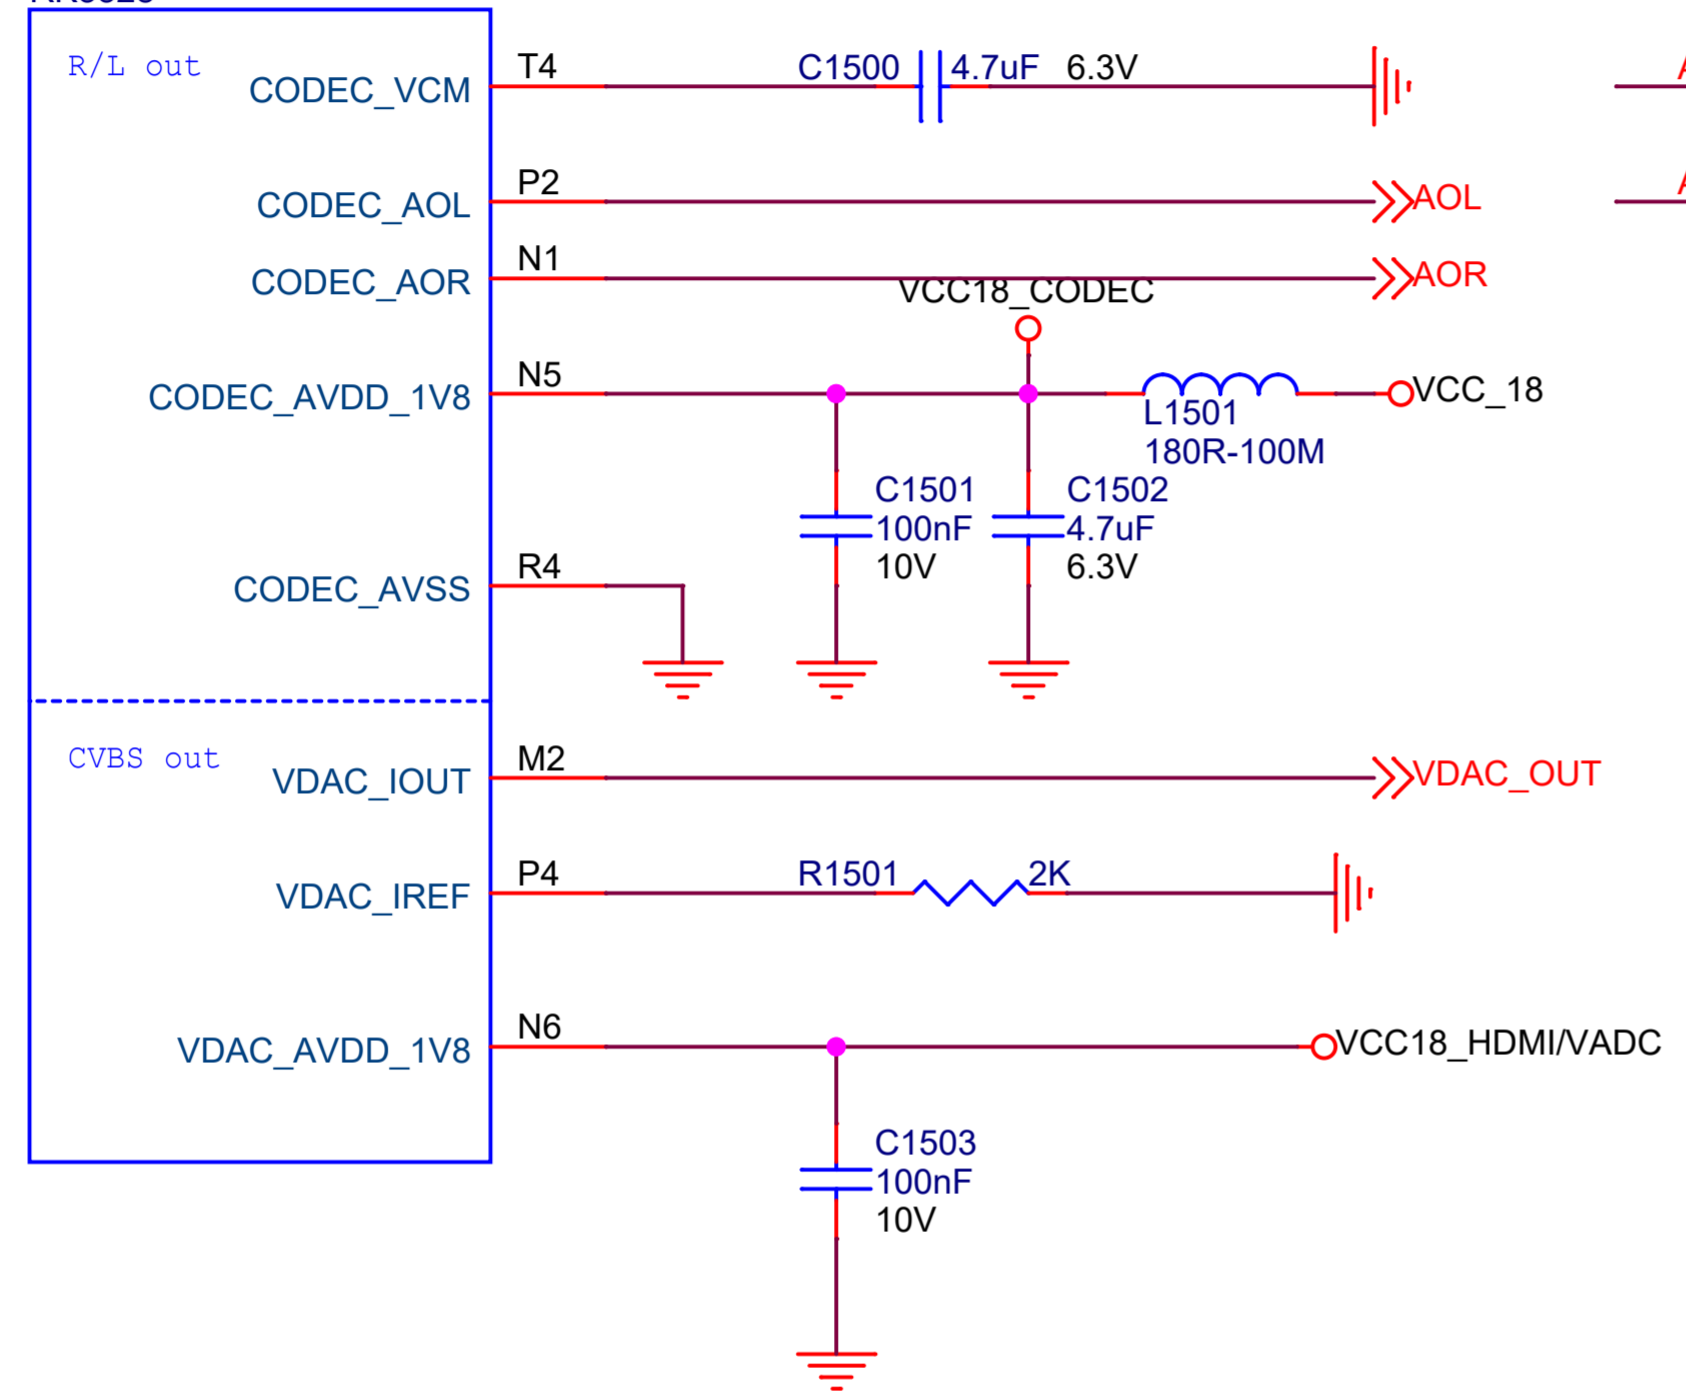 R/L out
CODEC_VCM
T4
C1500
4.7uF
6.3V
CODEC_AOL
P2
AOL
CODEC_AOR
N1
AOR
VCC18_CODEC
CODEC_AVDD_1V8
N5
VCC_18
L1501
180R-100M
C1501
100nF
10V
C1502
4.7uF
6.3V
CODEC_AVSS
R4
CVBS out
VDAC_IOUT
M2
VDAC_OUT
VDAC_IREF
P4
R1501
2K
VDAC_AVDD_1V8
N6
VCC18_HDMI/VADC
C1503
100nF
10V